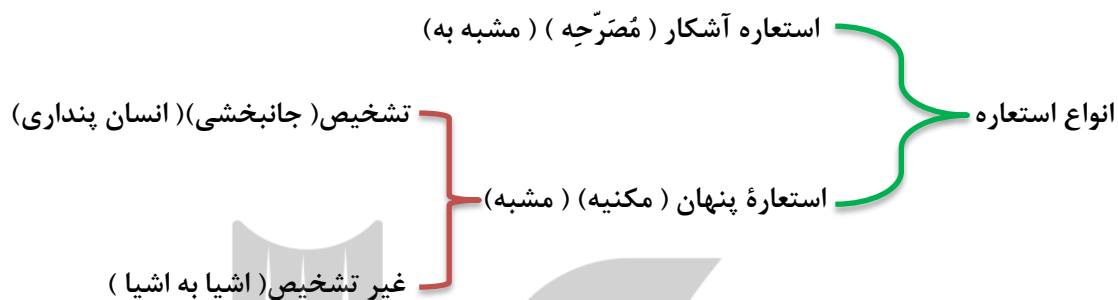 انواع استعاره
استعاره آشکار ( مُصَرّحِه ) ( مشبه به)
استعارهٔ پنهان ( مکنیه) ( مشبه)
تشخیص( جانبخشی)( انسان پنداری)
غیر تشخیص( اشیا به اشیا )